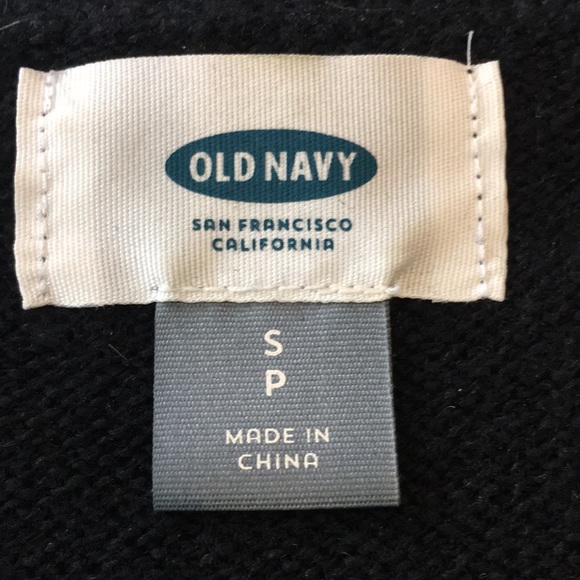 OLD NAVY
SAN FRANCISCO
CALIFORNIA
S
P
MADE IN
CHINA